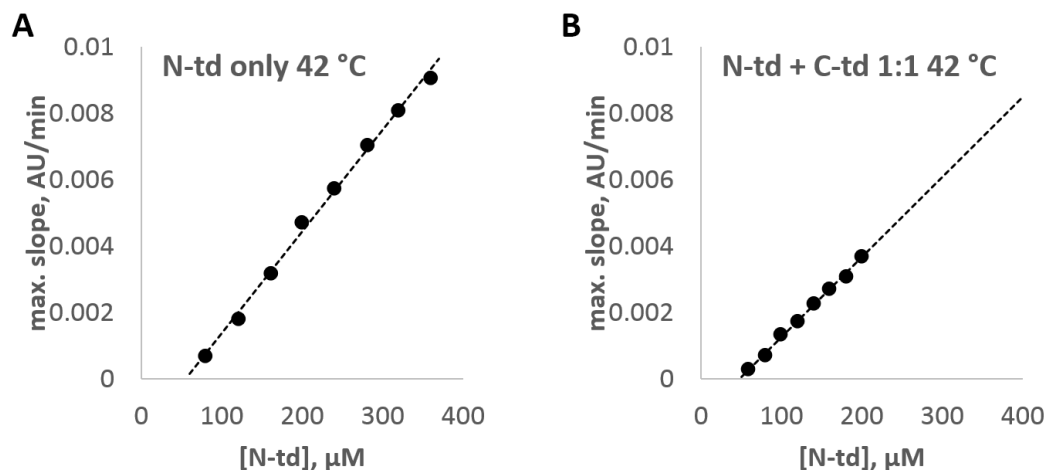 A
N-td only 42 °C
max. slope, AU/min
0.01
0.008
0.006
0.004
0.002
0
0 100 200 300 400
[N-td], µM
B
N-td + C-td 1:1 42 °C
max. slope, AU/min
0.01
0.008
0.006
0.004
0.002
0
0 100 200 300 400
[N-td], µM